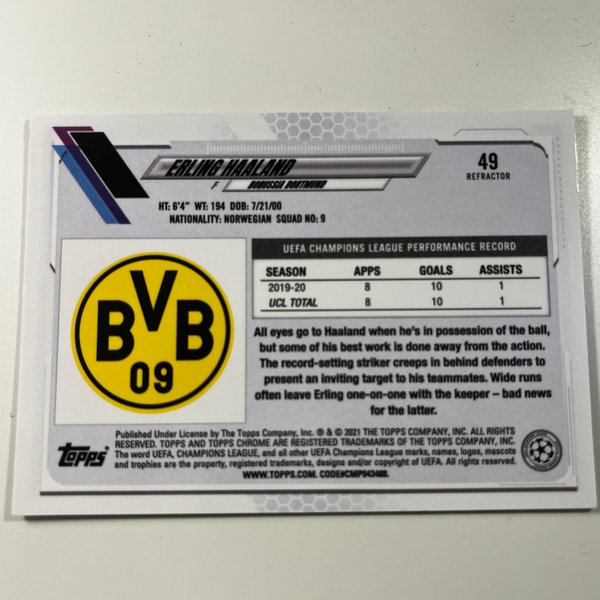 ERLING HAALAND
F BORUSSIA DORTMUND
49
REFRACTOR
HT: 6'4" WT: 194 DOB: 7/21/00
NATIONALITY: NORWEGIAN SQUAD NO: 9
BVB
09
UEFA CHAMPIONS LEAGUE PERFORMANCE RECORD
SEASON APPS GOALS ASSISTS
2019-20 8 10 1
UCL TOTAL 8 10 1
All eyes go to Haaland when he's in possession of the ball,
but some of his best work is done away from the action.
The record-setting striker creeps in behind defenders to
present an inviting target to his teammates. Wide runs
often leave Erling one-on-one with the keeper – bad news
for the latter.
Topps
Published Under License by The Topps Company, Inc. ® & © 2021 THE TOPPS COMPANY, INC. ALL RIGHTS
RESERVED. TOPPS AND TOPPS CHROME ARE REGISTERED TRADEMARKS OF THE TOPPS COMPANY, INC.
The word UEFA, CHAMPIONS LEAGUE, and all other UEFA Champions League marks, names, logos, mascots
and trophies are the property, registered trademarks, designs and/or copyright of UEFA. All rights reserved.
WWW.TOPPS.COM. CODE#CMP043488.